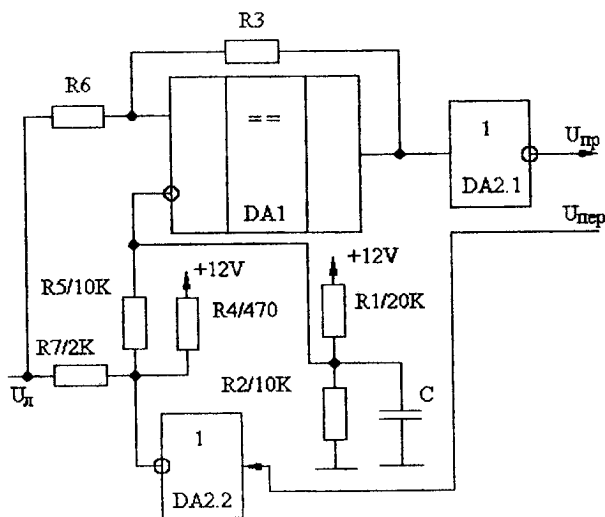 R3
R6
==
DA1
1
DA2.1
Uпр
Uпер
+12V
R5/10K
R4/470
+12V
R1/20K
R7/2K
Uл
R2/10K
C
1
DA2.2